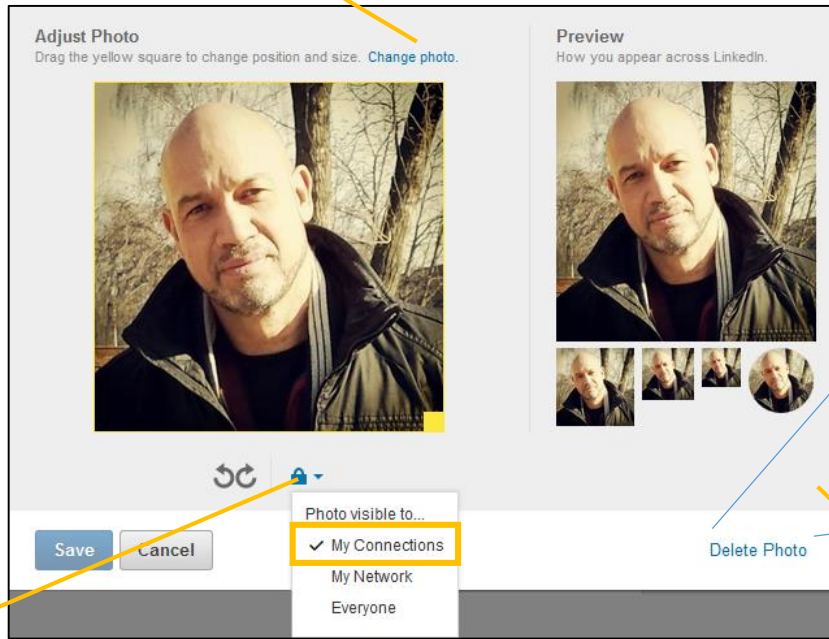 Adjust Photo
Drag the yellow square to change position and size. Change photo.
Preview
How you appear across LinkedIn.
Photo visible to...
My Connections
My Network
Everyone
Save
Cancel
Delete Photo